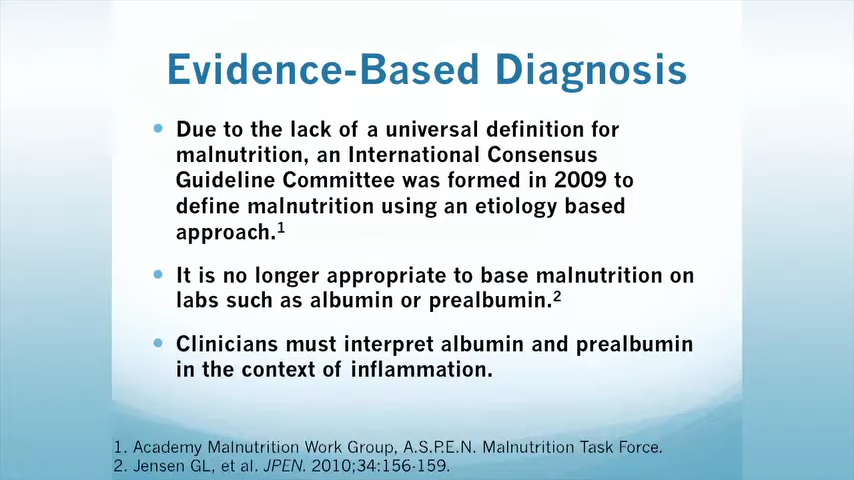 Evidence-Based Diagnosis
• Due to the lack of a universal definition for
malnutrition, an International Consensus
Guideline Committee was formed in 2009 to
define malnutrition using an etiology based
approach.1
• It is no longer appropriate to base malnutrition on
labs such as albumin or prealbumin.2
• Clinicians must interpret albumin and prealbumin
in the context of inflammation.
1. Academy Malnutrition Work Group, A.S.P.E.N. Malnutrition Task Force.
2. Jensen GL, et al. JPEN. 2010;34:156-159.